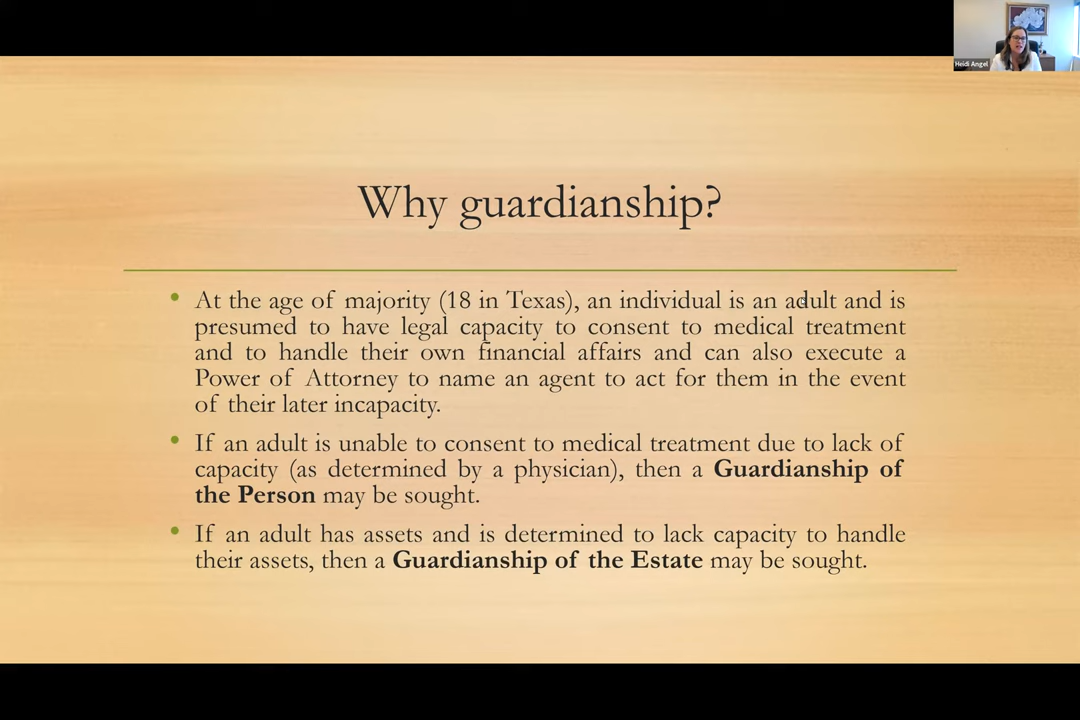 Heidi Angel
Why guardianship?
• At the age of majority (18 in Texas), an individual is an adult and is
presumed to have legal capacity to consent to medical treatment
and to handle their own financial affairs and can also execute a
Power of Attorney to name an agent to act for them in the event
of their later incapacity.
• If an adult is unable to consent to medical treatment due to lack of
capacity (as determined by a physician), then a Guardianship of
the Person may be sought.
• If an adult has assets and is determined to lack capacity to handle
their assets, then a Guardianship of the Estate may be sought.